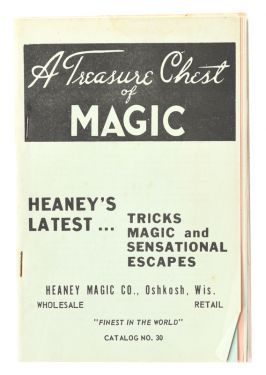 A Treasure Chest
of
MAGIC
HEANEY'S
LATEST ...
TRICKS
MAGIC and
SENSATIONAL
ESCAPES
HEANEY MAGIC CO., Oshkosh, Wis.
WHOLESALE RETAIL
"FINEST IN THE WORLD"
CATALOG NO. 30